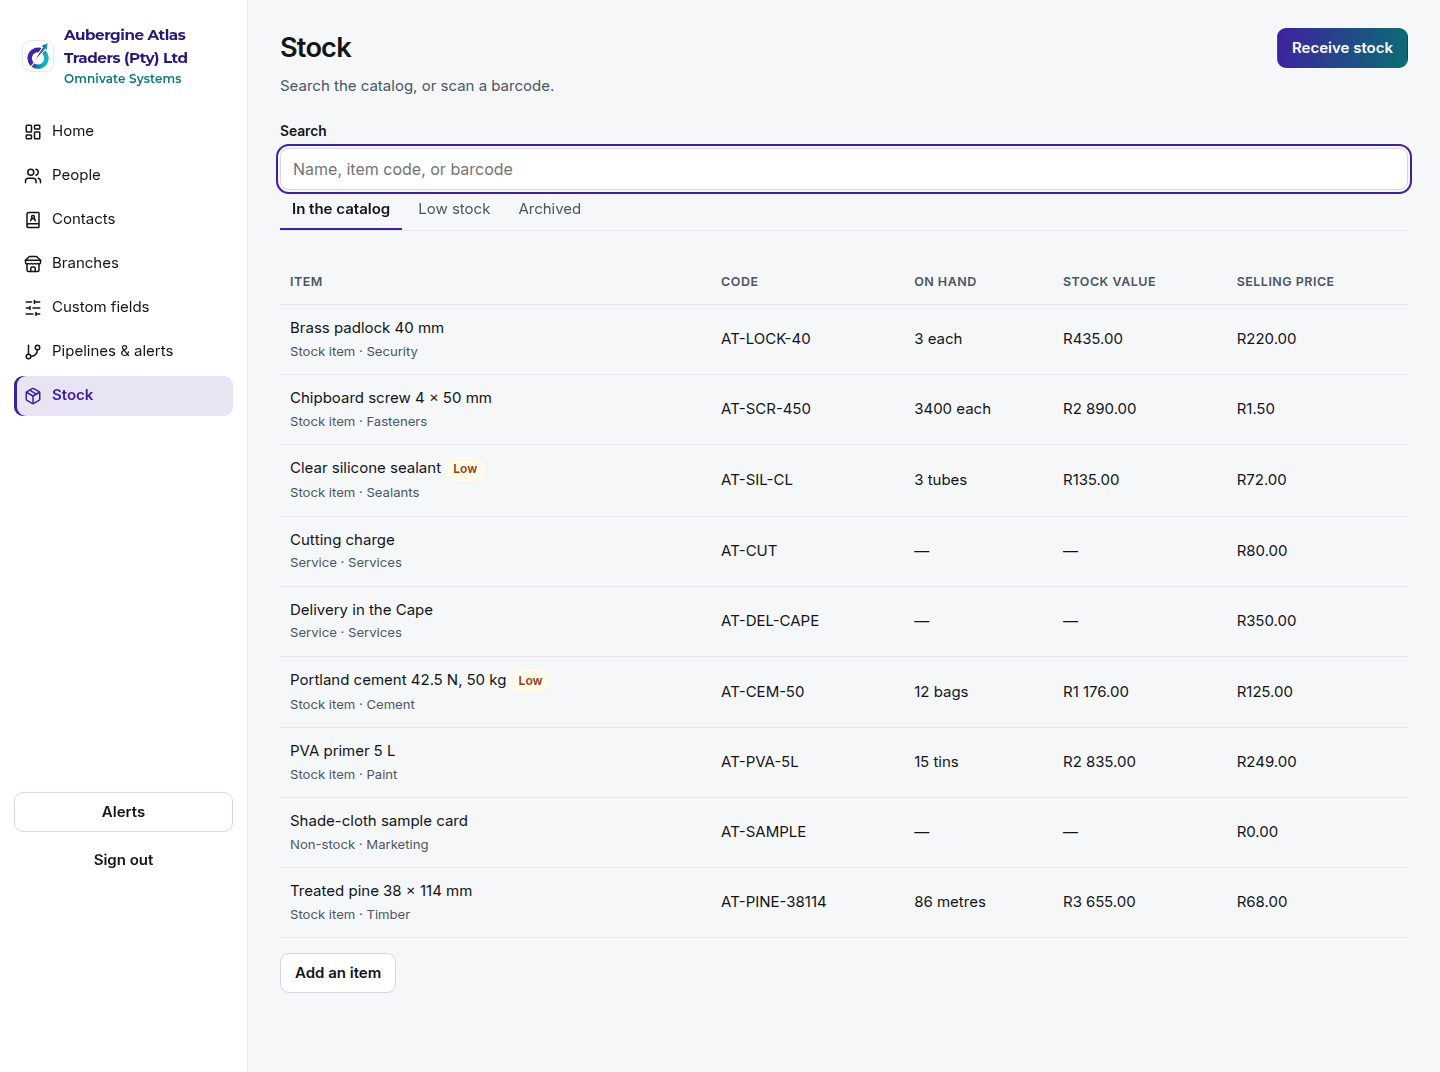 Aubergine Atlas
Traders (Pty) Ltd
Omnivate Systems
Home
People
Contacts
Branches
Custom fields
Pipelines & alerts
Stock
Alerts
Sign out
Stock
Receive stock
Search the catalog, or scan a barcode.
Search
Name, item code, or barcode
In the catalog Low stock Archived
ITEM CODE ON HAND STOCK VALUE SELLING PRICE
Brass padlock 40 mm
Stock item · Security
AT-LOCK-40 3 each R435.00 R220.00
Chipboard screw 4 × 50 mm
Stock item · Fasteners
AT-SCR-450 3400 each R2 890.00 R1.50
Clear silicone sealant Low
Stock item · Sealants
AT-SIL-CL 3 tubes R135.00 R72.00
Cutting charge
Service · Services
AT-CUT — — R80.00
Delivery in the Cape
Service · Services
AT-DEL-CAPE — — R350.00
Portland cement 42.5 N, 50 kg Low
Stock item · Cement
AT-CEM-50 12 bags R1 176.00 R125.00
PVA primer 5 L
Stock item · Paint
AT-PVA-5L 15 tins R2 835.00 R249.00
Shade-cloth sample card
Non-stock · Marketing
AT-SAMPLE — — R0.00
Treated pine 38 × 114 mm
Stock item · Timber
AT-PINE-38114 86 metres R3 655.00 R68.00
Add an item